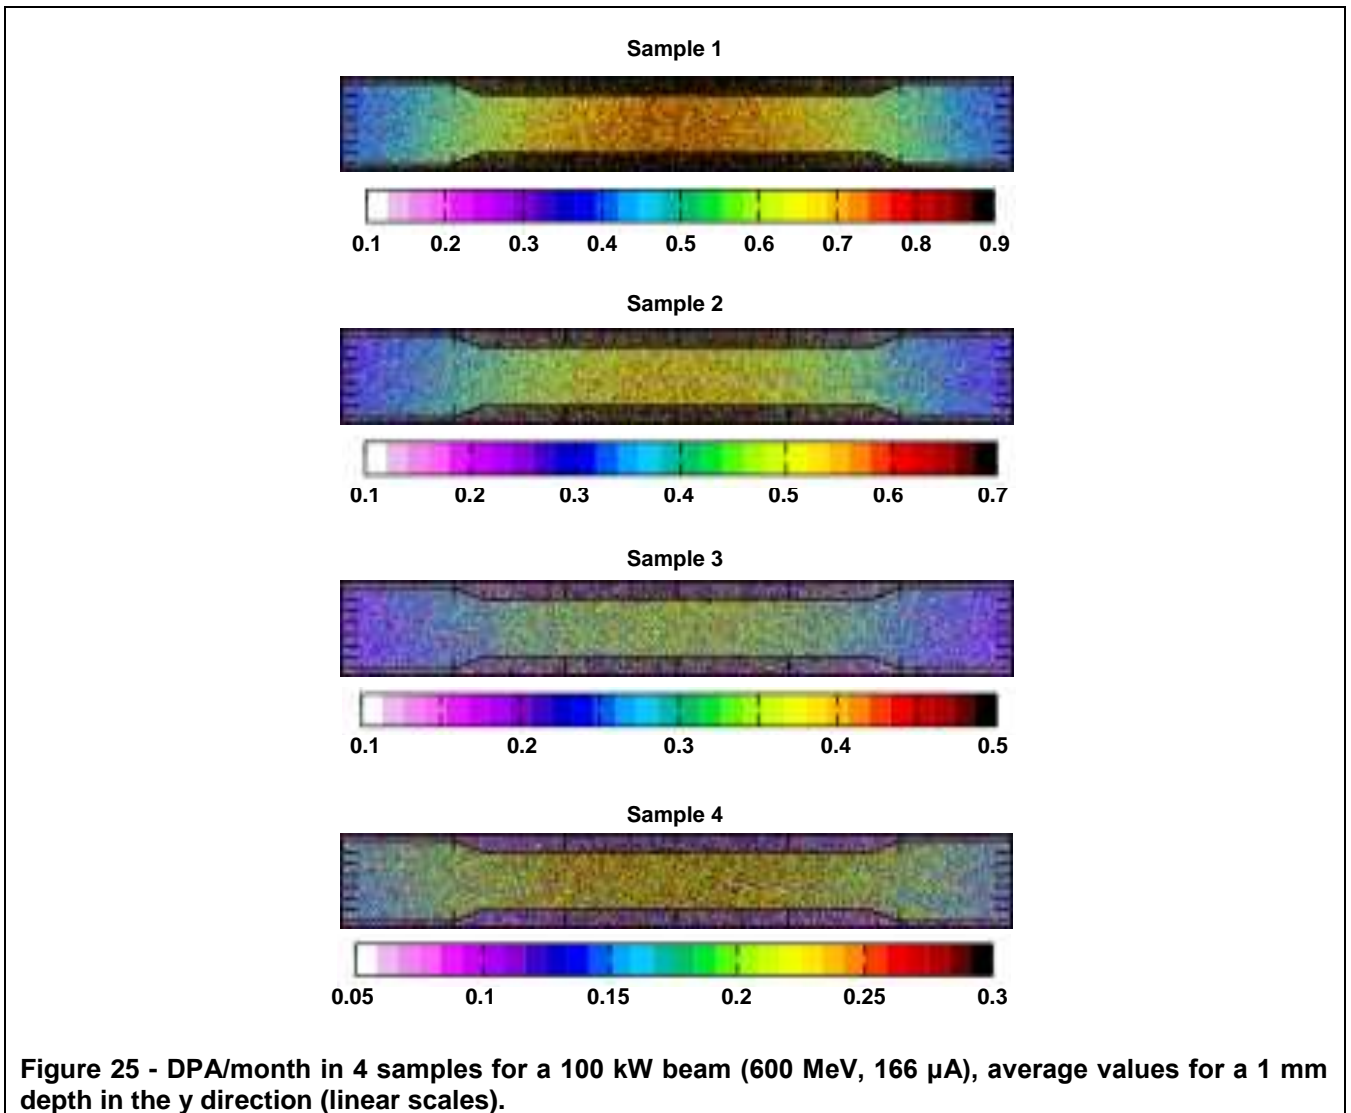 Sample 1
0.1 0.2 0.3 0.4 0.5 0.6 0.7 0.8 0.9
Sample 2
0.1 0.2 0.3 0.4 0.5 0.6 0.7
Sample 3
0.1 0.2 0.3 0.4 0.5
Sample 4
0.05 0.1 0.15 0.2 0.25 0.3
Figure 25 - DPA/month in 4 samples for a 100 kW beam (600 MeV, 166 µA), average values for a 1 mm
depth in the y direction (linear scales).